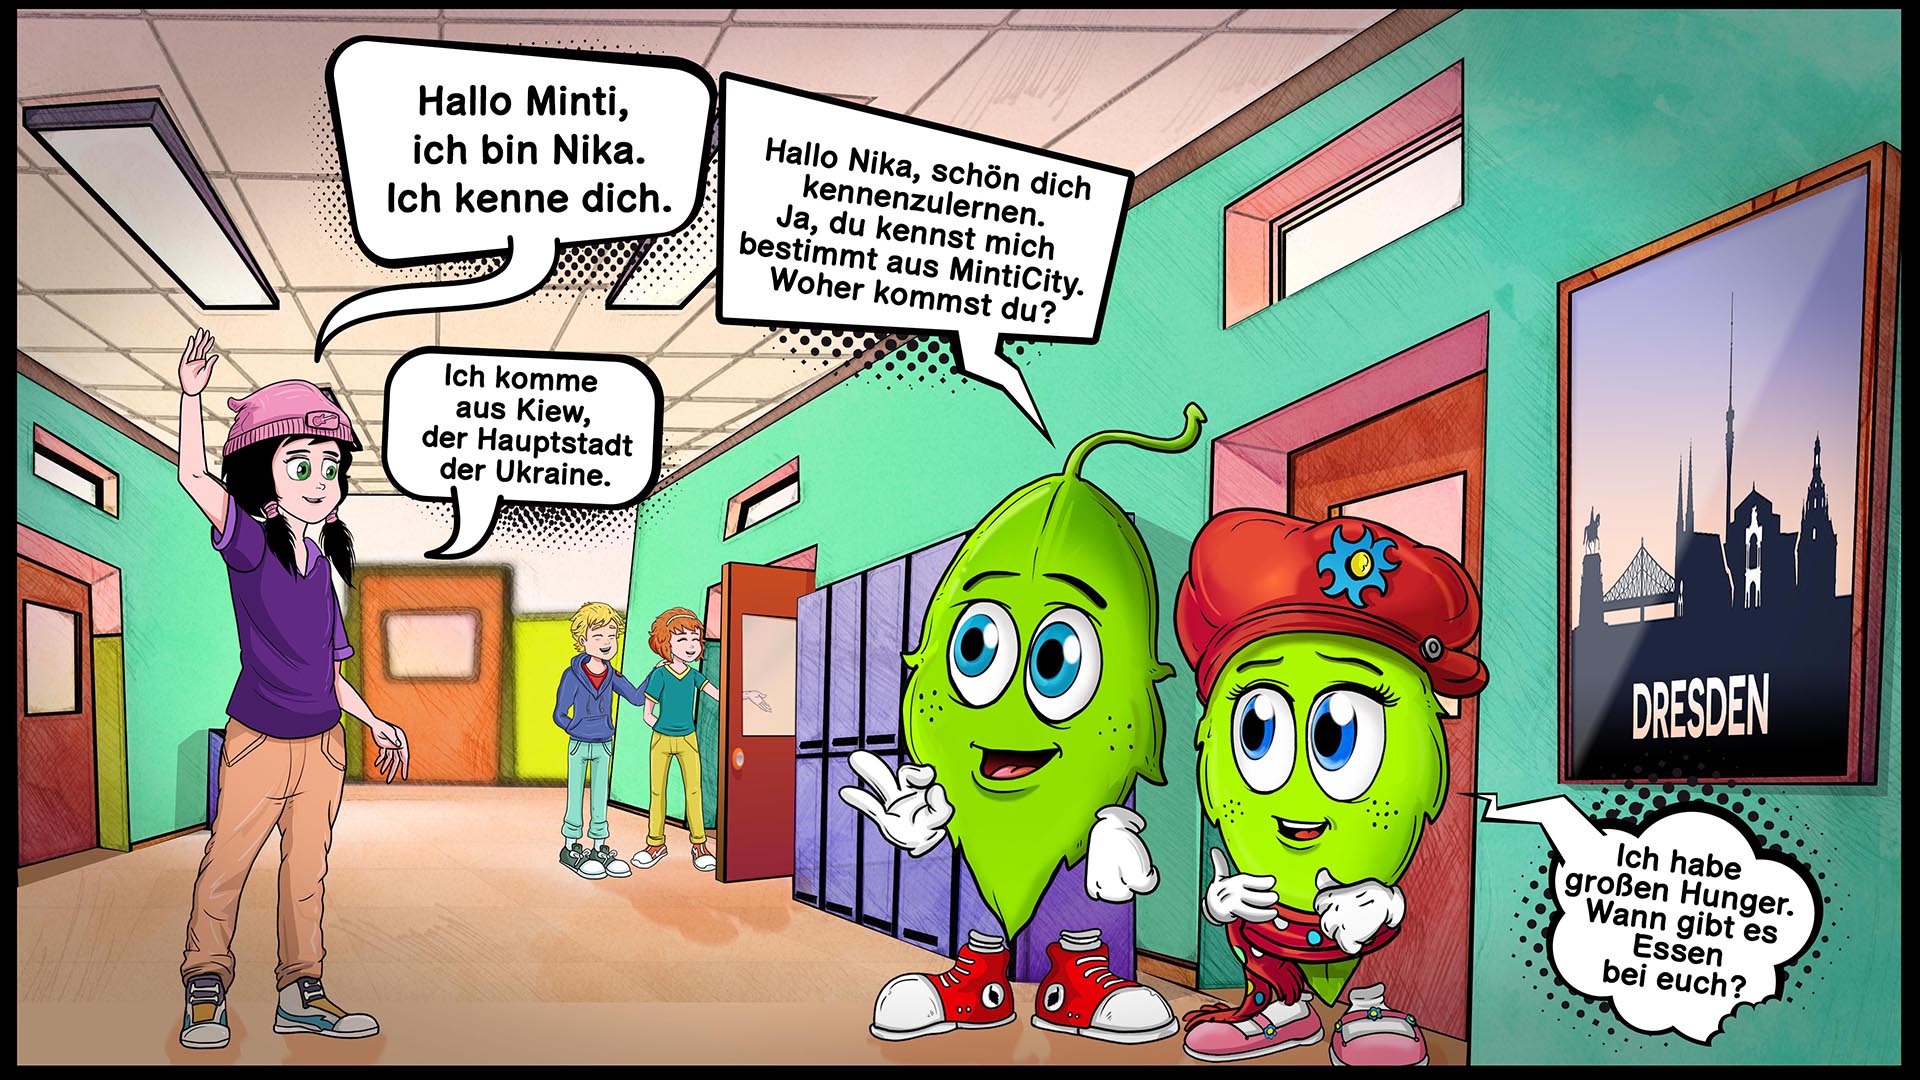 Hallo Minti,
ich bin Nika.
Ich kenne dich.
Hallo Nika, schön dich
kennenzulernen.
Ja, du kennst mich
bestimmt aus MintiCity.
Woher kommst du?
Ich komme
aus Kiew,
der Hauptstadt
der Ukraine.
Ich habe
großen Hunger.
Wann gibt es
Essen
bei euch?
DRESDEN